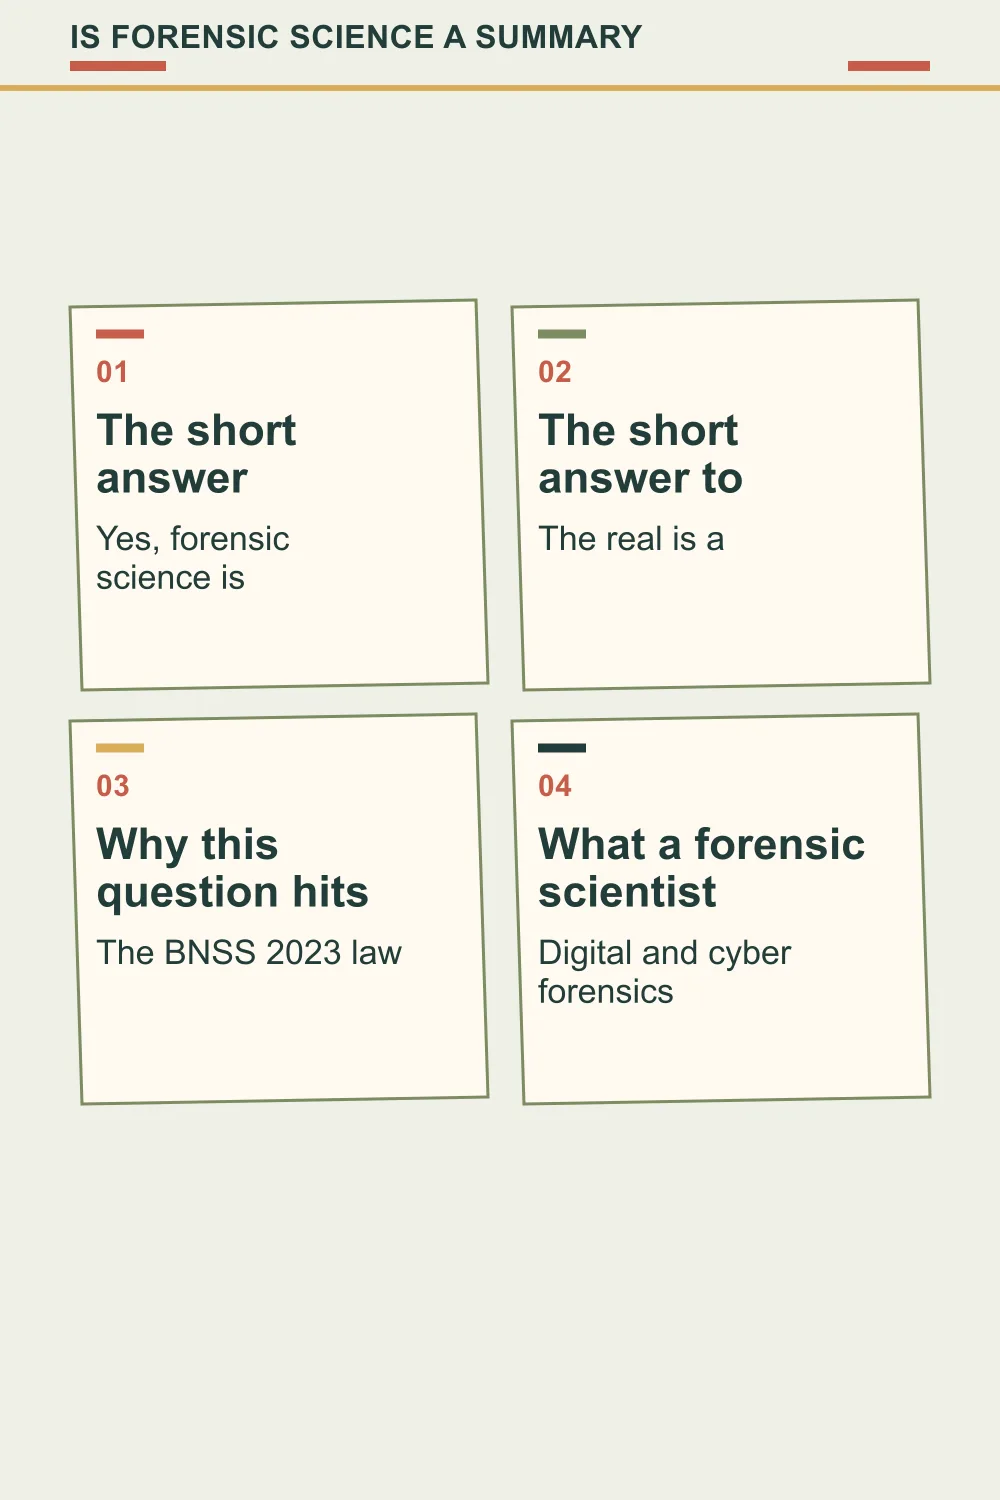 IS FORENSIC SCIENCE A SUMMARY
01
The short
answer
Yes, forensic
science is
02
The short
answer to
The real is a
03
Why this
question hits
The BNSS 2023 law
04
What a forensic
scientist
Digital and cyber
forensics